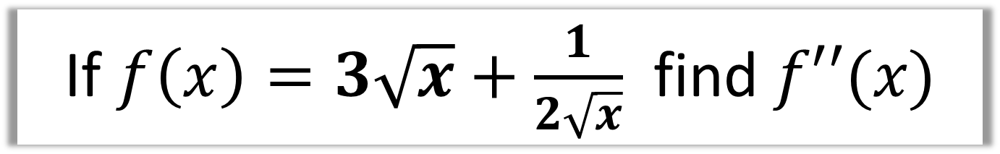 If f(x) = 3√x + 1/(2√x) find f′′(x)